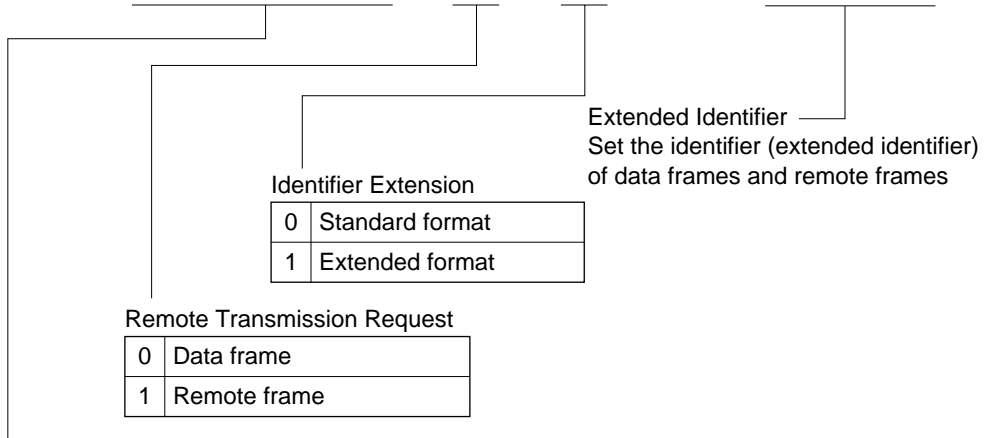 Extended Identifier
Set the identifier (extended identifier)
of data frames and remote frames
Identifier Extension
0 Standard format
1 Extended format
Remote Transmission Request
0 Data frame
1 Remote frame